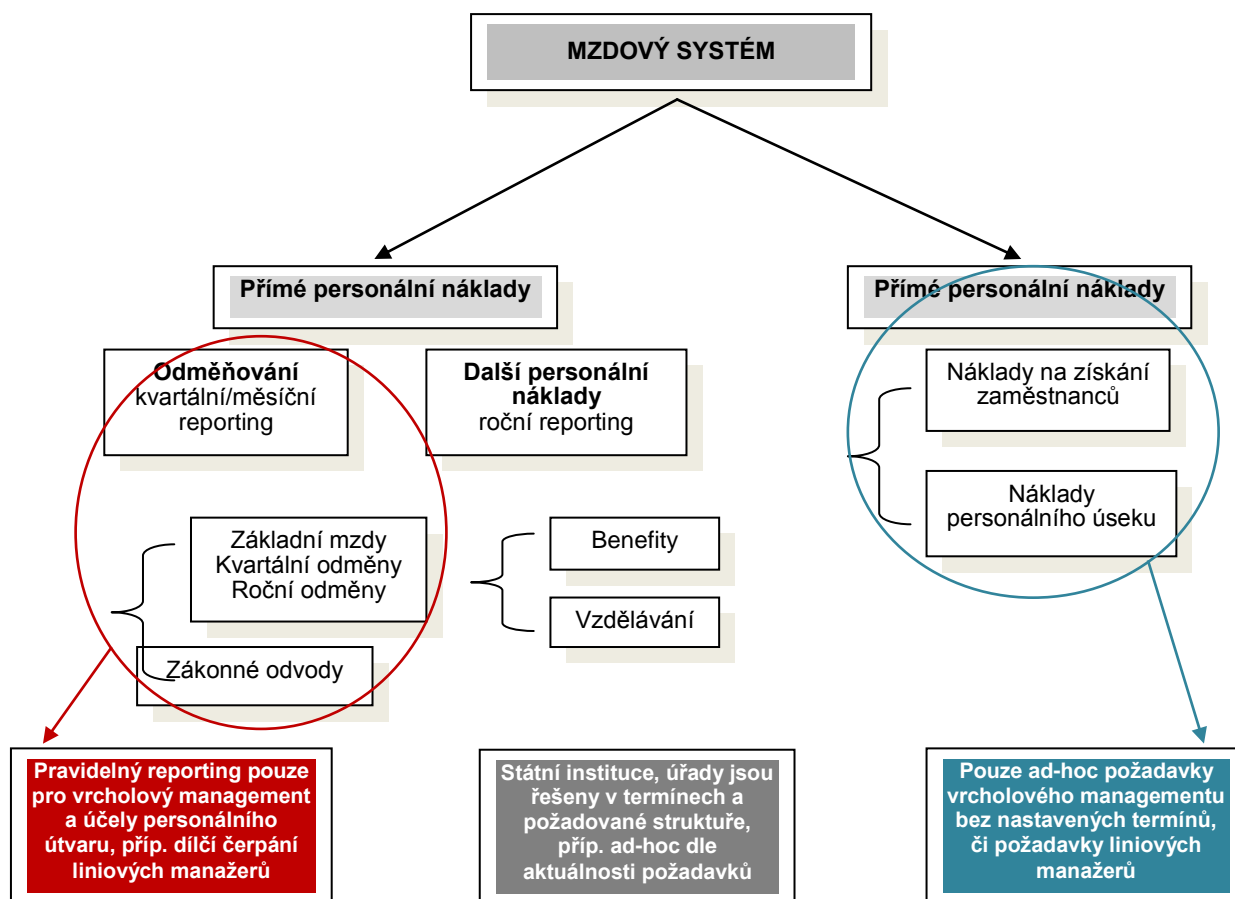 MZDOVÝ SYSTÉM
Přímé personální náklady
Přímé personální náklady
Odměňování
kvartální/měsíční
reporting
Další personální
náklady
roční reporting
Náklady na získání
zaměstnanců
Náklady
personálního úseku
Základní mzdy
Kvartální odměny
Roční odměny
Benefity
Vzdělávání
Zákonné odvody
Pravidelný reporting pouze
pro vrcholový management
a účely personálního
útvaru, příp. dílčí čerpání
liniových manažerů
Státní instituce, úřady jsou
řešeny v termínech a
požadované struktuře,
příp. ad-hoc dle
aktuálnosti požadavků
Pouze ad-hoc požadavky
vrcholového managementu
bez nastavených termínů,
či požadavky liniových
manažerů